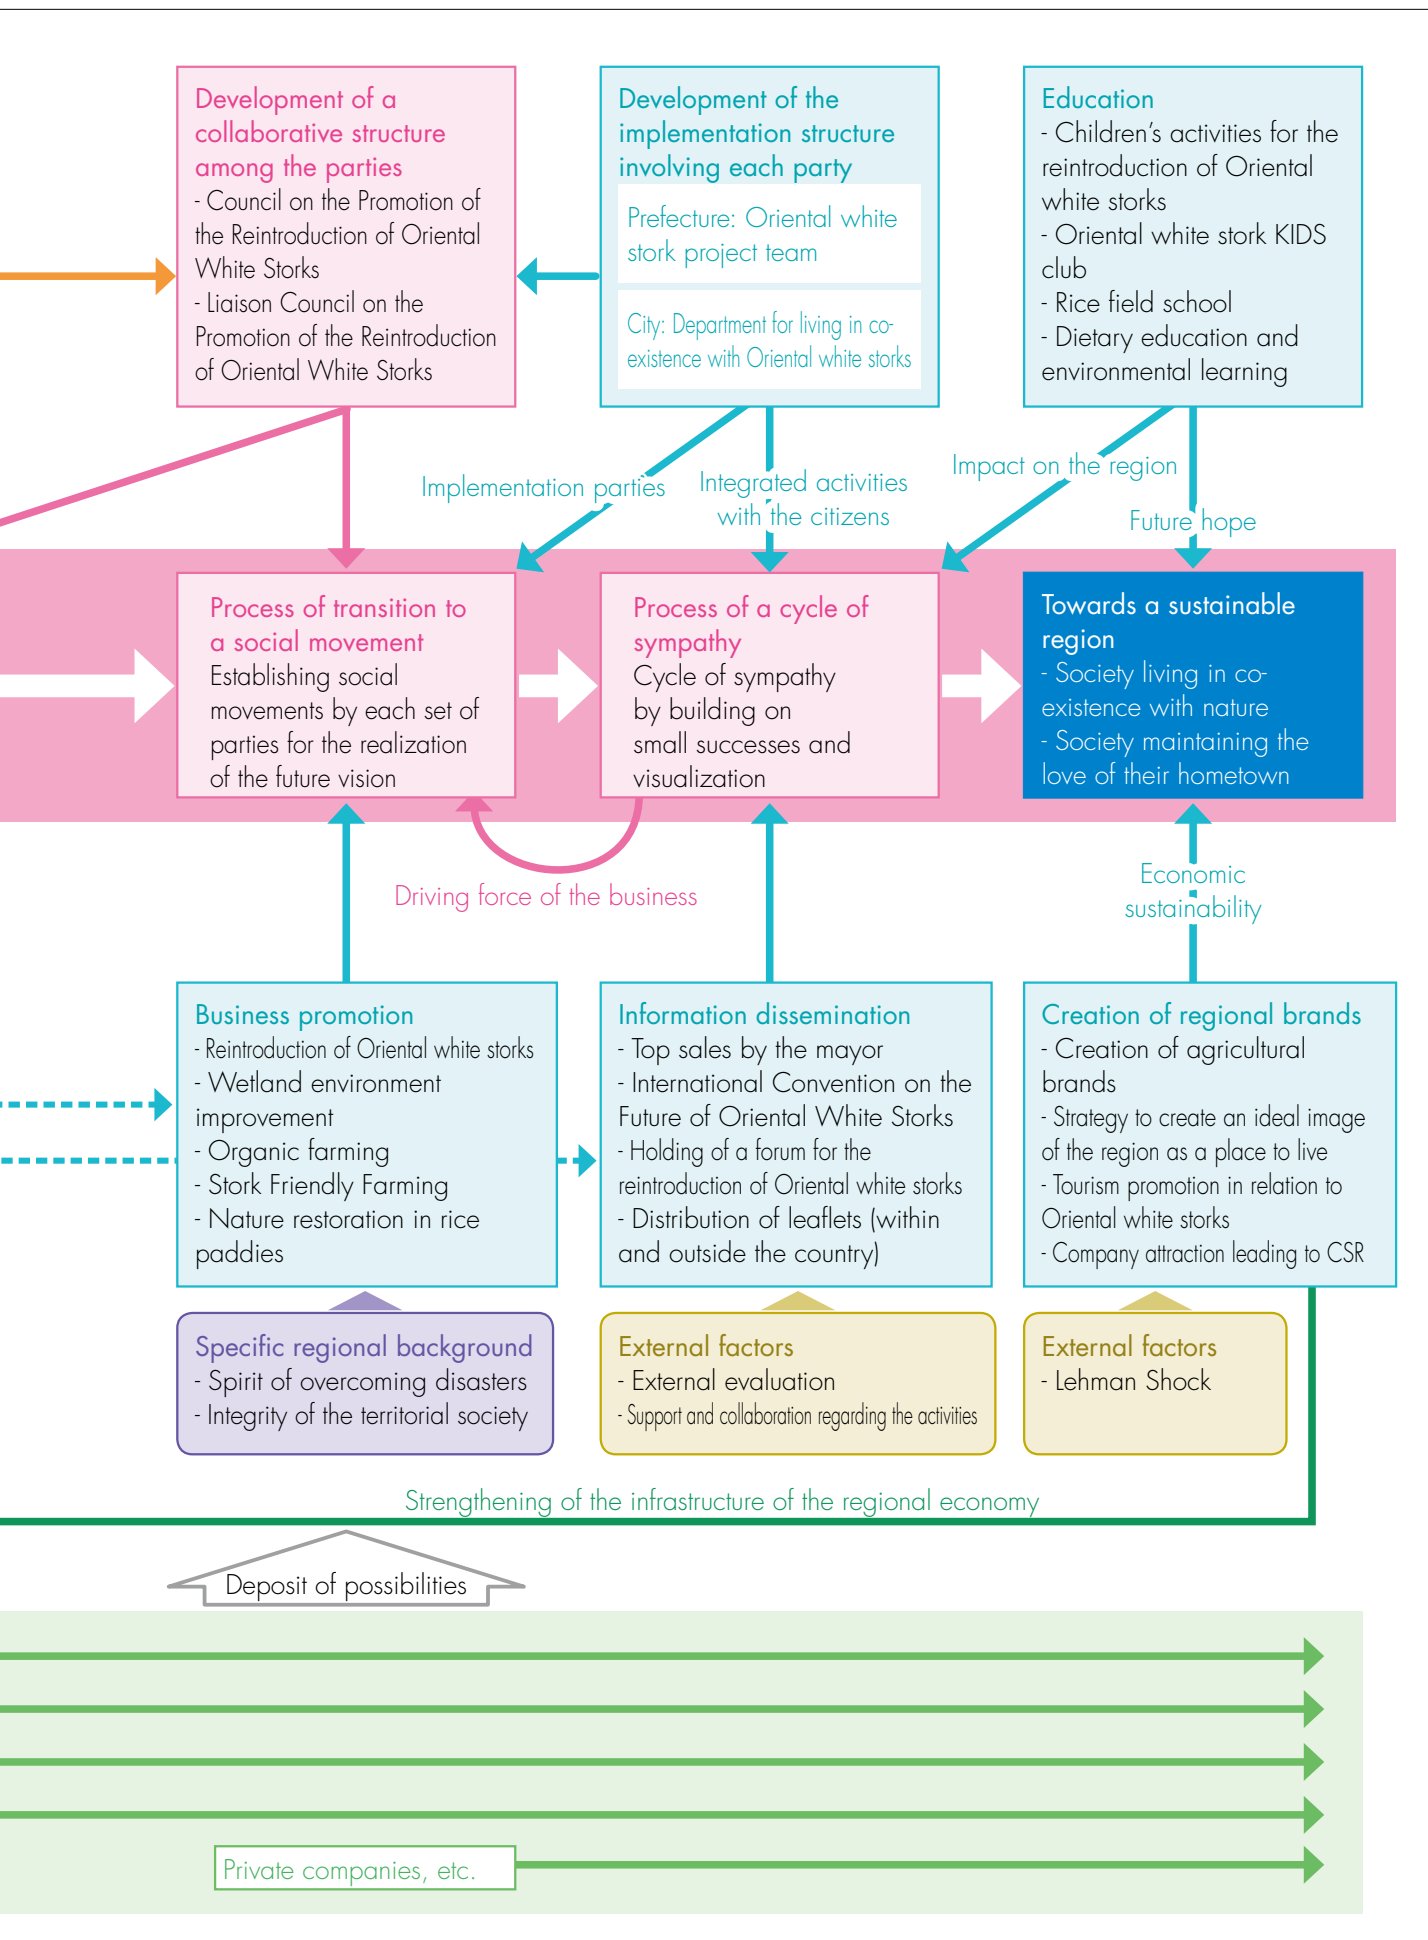 Development of a
collaborative structure
among the parties
- Council on the Promotion of
the Reintroduction of Oriental
White Storks
- Liaison Council on the
Promotion of the Reintroduction
of Oriental White Storks
Development of the
implementation structure
involving each party
Prefecture: Oriental white
stork project team
City: Department for living in co-
existence with Oriental white storks
Education
- Children’s activities for the
reintroduction of Oriental
white storks
- Oriental white stork KIDS
club
- Rice field school
- Dietary education and
environmental learning
Implementation parties
Integrated activities
with the citizens
Impact on the region
Future hope
Process of transition to
a social movement
Establishing social
movements by each set of
parties for the realization
of the future vision
Process of a cycle of
sympathy
Cycle of sympathy
by building on
small successes and
visualization
Towards a sustainable
region
- Society living in co-
existence with nature
- Society maintaining the
love of their hometown
Driving force of the business
Economic
sustainability
Business promotion
- Reintroduction of Oriental white storks
- Wetland environment
improvement
- Organic farming
- Stork Friendly Farming
- Nature restoration in rice
paddies
Information dissemination
- Top sales by the mayor
- International Convention on the
Future of Oriental White Storks
- Holding of a forum for the
reintroduction of Oriental white storks
- Distribution of leaflets (within
and outside the country)
Creation of regional brands
- Creation of agricultural
brands
- Strategy to create an ideal image
of the region as a place to live
- Tourism promotion in relation to
Oriental white storks
- Company attraction leading to CSR
Specific regional background
- Spirit of overcoming disasters
- Integrity of the territorial society
External factors
- External evaluation
- Support and collaboration regarding the activities
External factors
- Lehman Shock
Strengthening of the infrastructure of the regional economy
Deposit of possibilities
Private companies, etc.